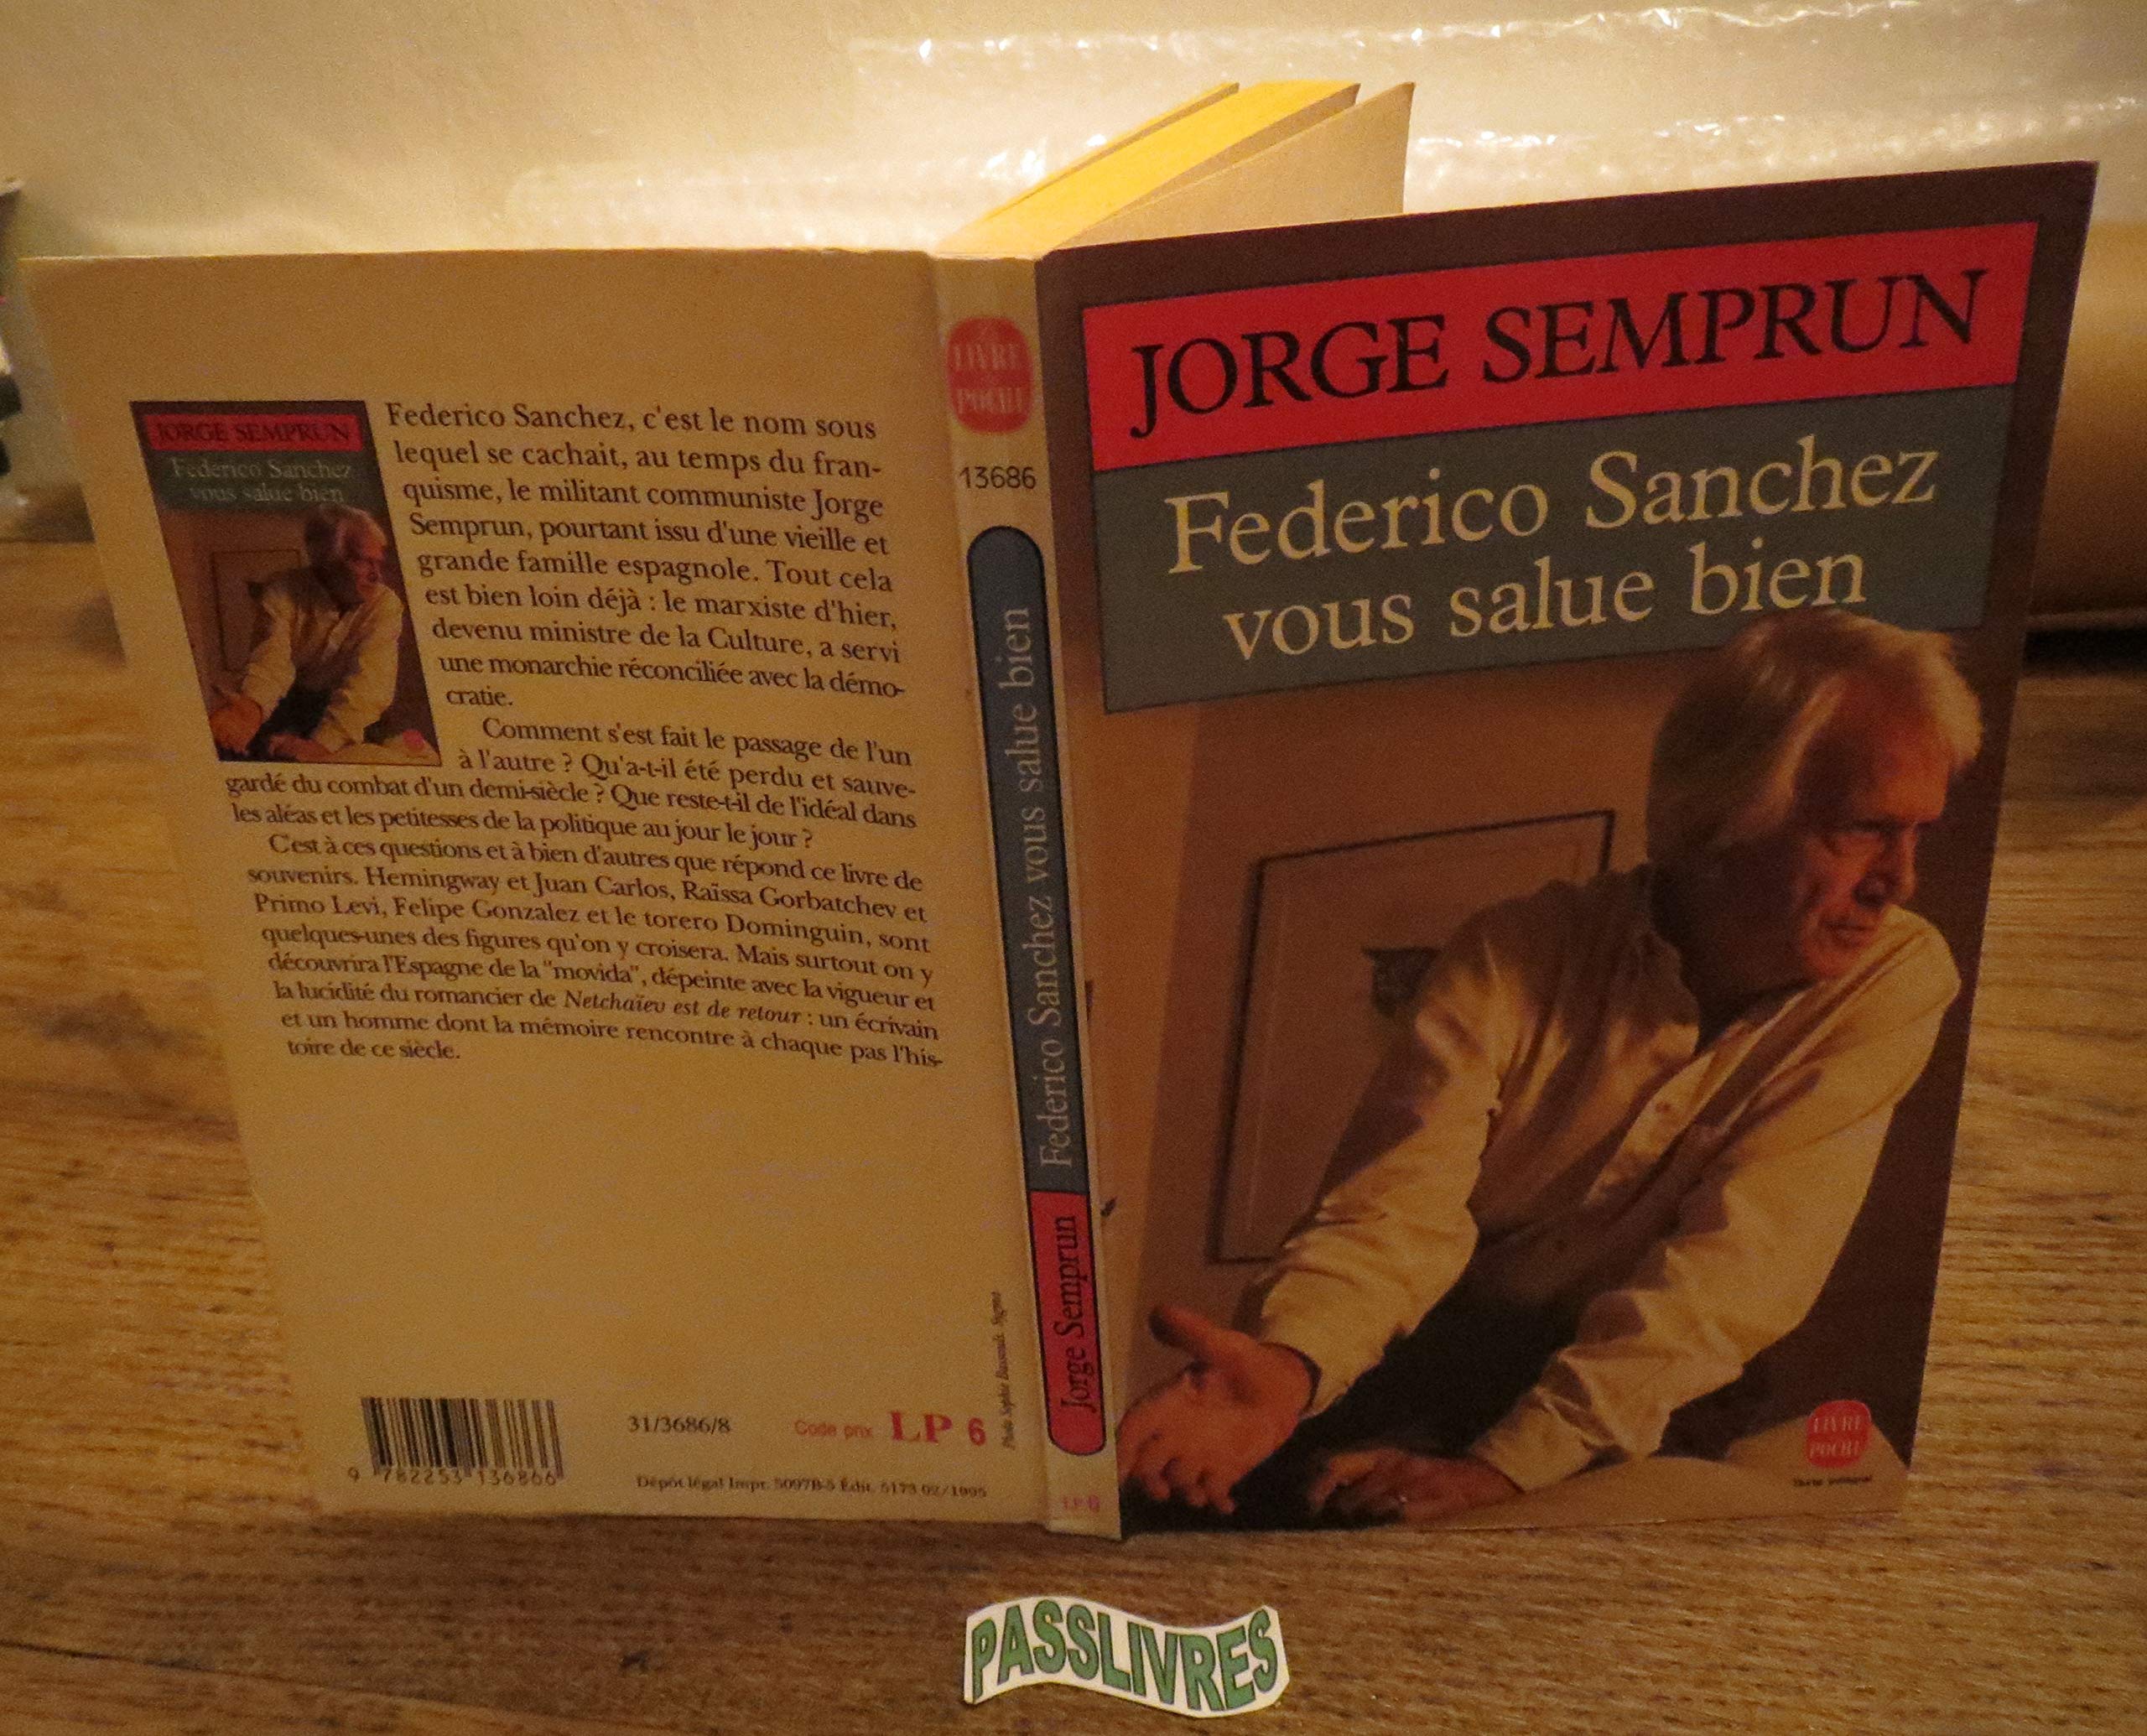 JORGE SEMPRUN
Federico Sanchez
vous salue bien
Federico Sanchez, c'est le nom sous
lequel se cachait, au temps du fran-
quisme, le militant communiste Jorge
Semprun, pourtant issu d'une vieille et
grande famille espagnole. Tout cela
est bien loin déjà : le marxiste d'hier,
devenu ministre de la Culture, a servi
une monarchie réconciliée avec la démo-
cratie.
Comment s'est fait le passage de l'un
à l'autre ? Qu'a-t-il été perdu et sauve-
gardé du combat d'un demi-siècle ? Que reste-t-il de l'idéal dans
les aléas et les petitesses de la politique au jour le jour ?
C'est à ces questions et à bien d'autres que répond ce livre de
souvenirs. Hemingway et Juan Carlos, Raïssa Gorbatchev et
Primo Levi, Felipe Gonzalez et le torero Dominguin, sont
quelques-unes des figures qu'on y croisera. Mais surtout on y
découvrira l'Espagne de la "movida", dépeinte avec la vigueur et
la lucidité du romancier de Netchaïev est de retour : un écrivain
et un homme dont la mémoire rencontre à chaque pas l'his-
toire de ce siècle.
9 782253 136866
31/3686/8
Code prix LP 6
Dépôt légal Impr. 5097B-5 Édit. 5173 02/1995
LIVRE
POCHE
13686
Federico Sanchez vous salue bien
Jorge Semprun
LP 6
JORGE SEMPRUN
Federico Sanchez
vous salue bien
LIVRE
POCHE
Texte intégral
PASSLIVRES